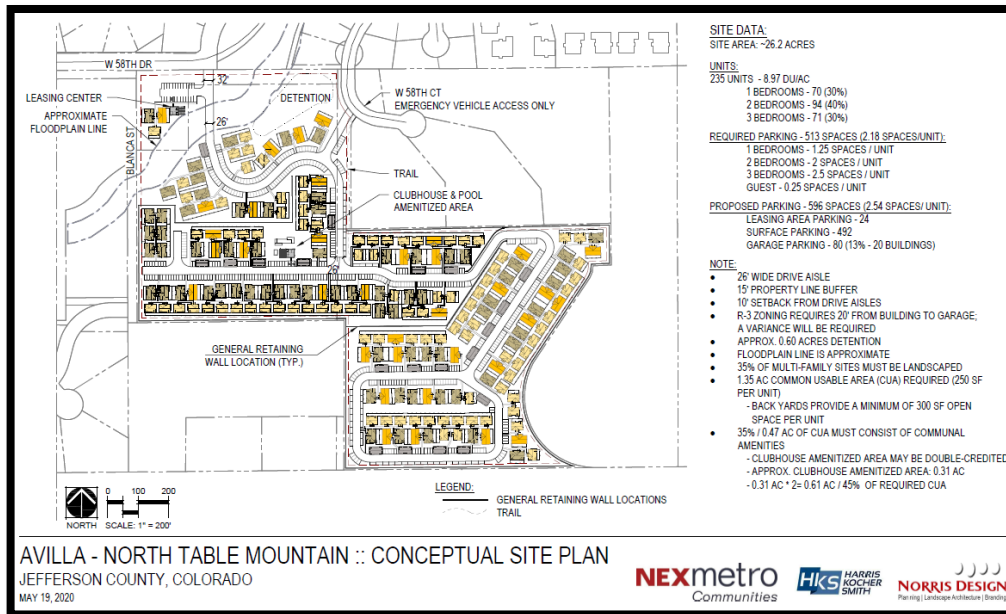 W 58TH DR
LEASING CENTER
APPROXIMATE
FLOODPLAIN LINE
BLANCA ST
32'
26'
DETENTION
W 58TH CT
EMERGENCY VEHICLE ACCESS ONLY
TRAIL
CLUBHOUSE & POOL
AMENITIZED AREA
26'
GENERAL RETAINING
WALL LOCATION (TYP.)
SITE DATA:
SITE AREA: ~26.2 ACRES
UNITS:
235 UNITS - 8.97 DU/AC
1 BEDROOMS - 70 (30%)
2 BEDROOMS - 94 (40%)
3 BEDROOMS - 71 (30%)
REQUIRED PARKING - 513 SPACES (2.18 SPACES/UNIT):
1 BEDROOMS - 1.25 SPACES / UNIT
2 BEDROOMS - 2 SPACES / UNIT
3 BEDROOMS - 2.5 SPACES / UNIT
GUEST - 0.25 SPACES / UNIT
PROPOSED PARKING - 596 SPACES (2.54 SPACES/ UNIT):
LEASING AREA PARKING - 24
SURFACE PARKING - 492
GARAGE PARKING - 80 (13% - 20 BUILDINGS)
NOTE:
• 26' WIDE DRIVE AISLE
• 15' PROPERTY LINE BUFFER
• 10' SETBACK FROM DRIVE AISLES
• R-3 ZONING REQUIRES 20' FROM BUILDING TO GARAGE;
A VARIANCE WILL BE REQUIRED
• APPROX. 0.60 ACRES DETENTION
• FLOODPLAIN LINE IS APPROXIMATE
• 35% OF MULTI-FAMILY SITES MUST BE LANDSCAPED
• 1.35 AC COMMON USABLE AREA (CUA) REQUIRED (250 SF
PER UNIT)
- BACK YARDS PROVIDE A MINIMUM OF 300 SF OPEN
SPACE PER UNIT
• 35% / 0.47 AC OF CUA MUST CONSIST OF COMMUNAL
AMENITIES
- CLUBHOUSE AMENITIZED AREA MAY BE DOUBLE-CREDITED
- APPROX. CLUBHOUSE AMENITIZED AREA: 0.31 AC
- 0.31 AC * 2= 0.61 AC / 45% OF REQUIRED CUA
LEGEND:
GENERAL RETAINING WALL LOCATIONS
TRAIL
0 100 200
NORTH SCALE: 1" = 200'
AVILLA - NORTH TABLE MOUNTAIN :: CONCEPTUAL SITE PLAN
JEFFERSON COUNTY, COLORADO
MAY 19, 2020
NEXmetro
Communities
HKS HARRIS
KOCHER
SMITH
NORRIS DESIGN
Planning | Landscape Architecture | Branding